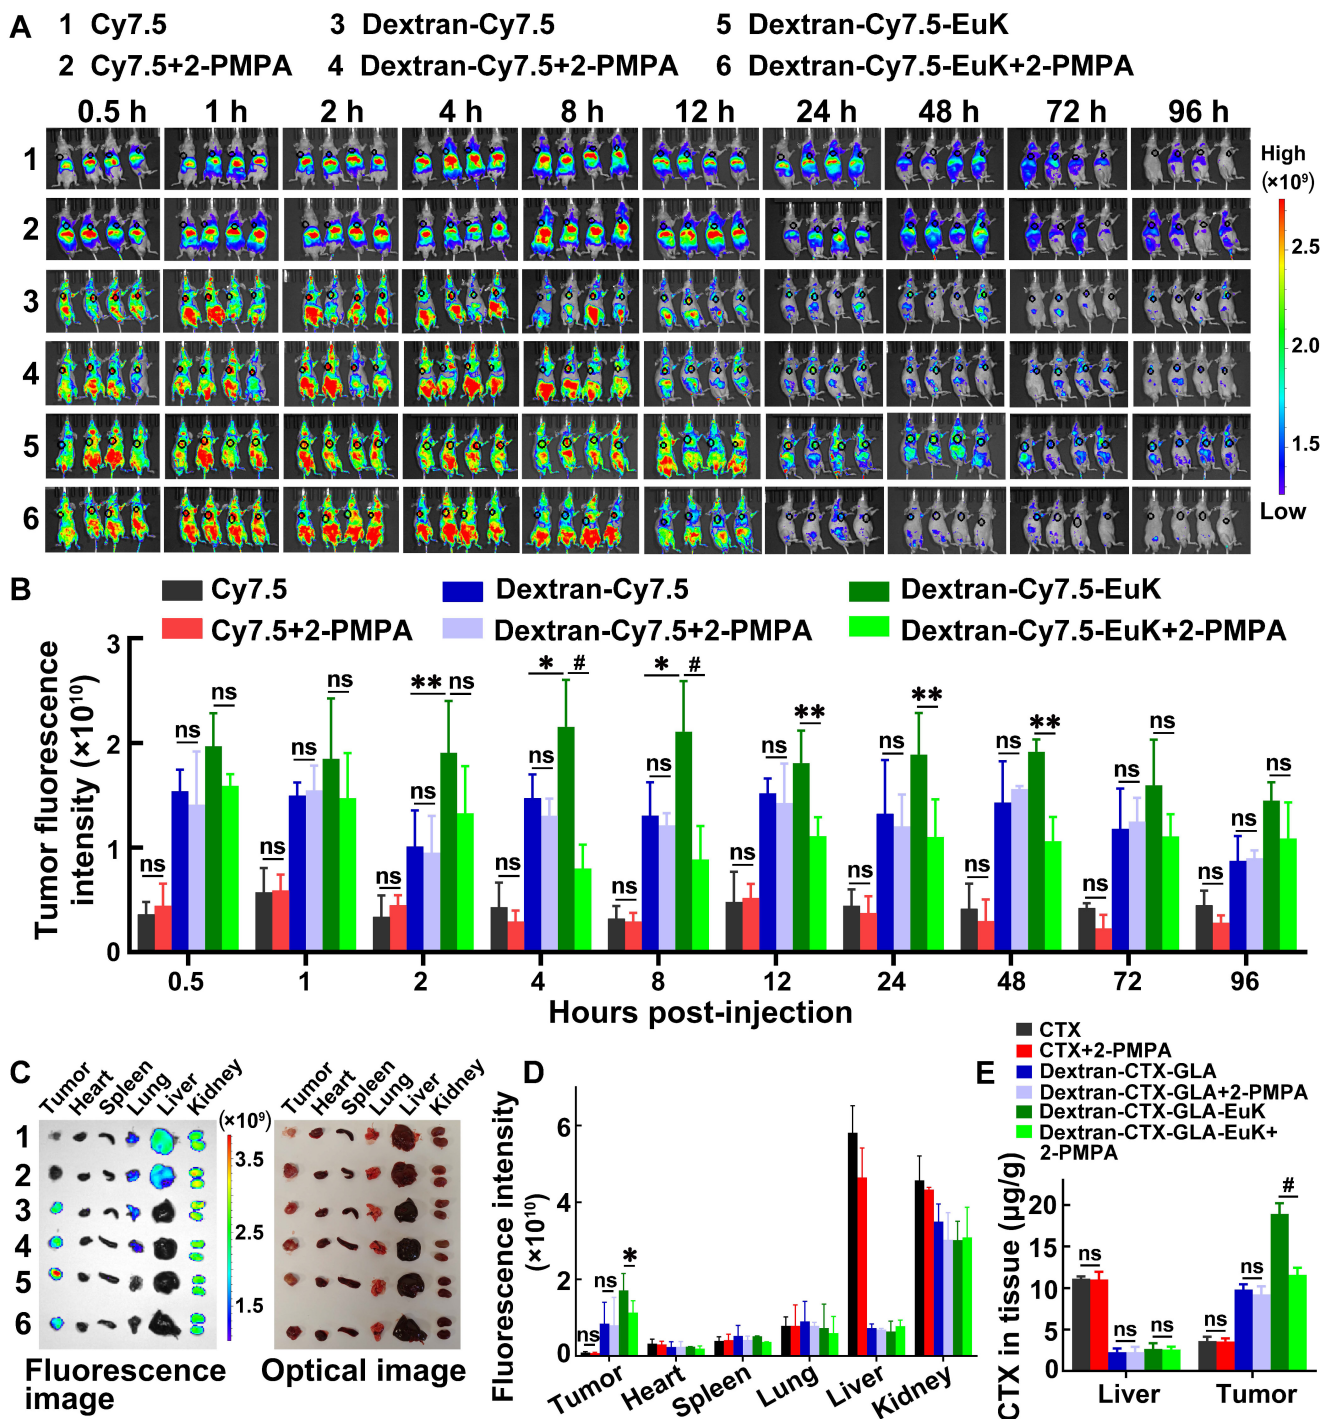 A 1 Cy7.5 3 Dextran-Cy7.5 5 Dextran-Cy7.5-EuK
2 Cy7.5+2-PMPA 4 Dextran-Cy7.5+2-PMPA 6 Dextran-Cy7.5-EuK+2-PMPA
0.5 h 1 h 2 h 4 h 8 h 12 h 24 h 48 h 72 h 96 h
1
2
3
4
5
6
High
(×10⁹)
2.5
2.0
1.5
Low
B Cy7.5 Dextran-Cy7.5 Dextran-Cy7.5-EuK
Cy7.5+2-PMPA Dextran-Cy7.5+2-PMPA Dextran-Cy7.5-EuK+2-PMPA
Tumor fluorescence
intensity (×10¹⁰)
3
2
1
0
ns ns ns
ns ns ns
ns ns ** ns
ns ns * #
ns ns * #
ns ns **
ns ns **
ns ns **
ns ns ns
ns ns ns
0.5 1 2 4 8 12 24 48 72 96
Hours post-injection
C Tumor Heart Spleen Lung Liver Kidney
Tumor Heart Spleen Lung Liver Kidney
(×10⁹)
3.5
2.5
1.5
1
2
3
4
5
6
Fluorescence
image
Optical image
D
Fluorescence intensity
(×10¹⁰)
6
4
2
0
ns ns *
Tumor Heart Spleen Lung Liver Kidney
E
CTX
CTX+2-PMPA
Dextran-CTX-GLA
Dextran-CTX-GLA+2-PMPA
Dextran-CTX-GLA-EuK
Dextran-CTX-GLA-EuK+
2-PMPA
CTX in tissue (μg/g)
20
15
10
5
0
ns ns ns
ns ns #
Liver Tumor